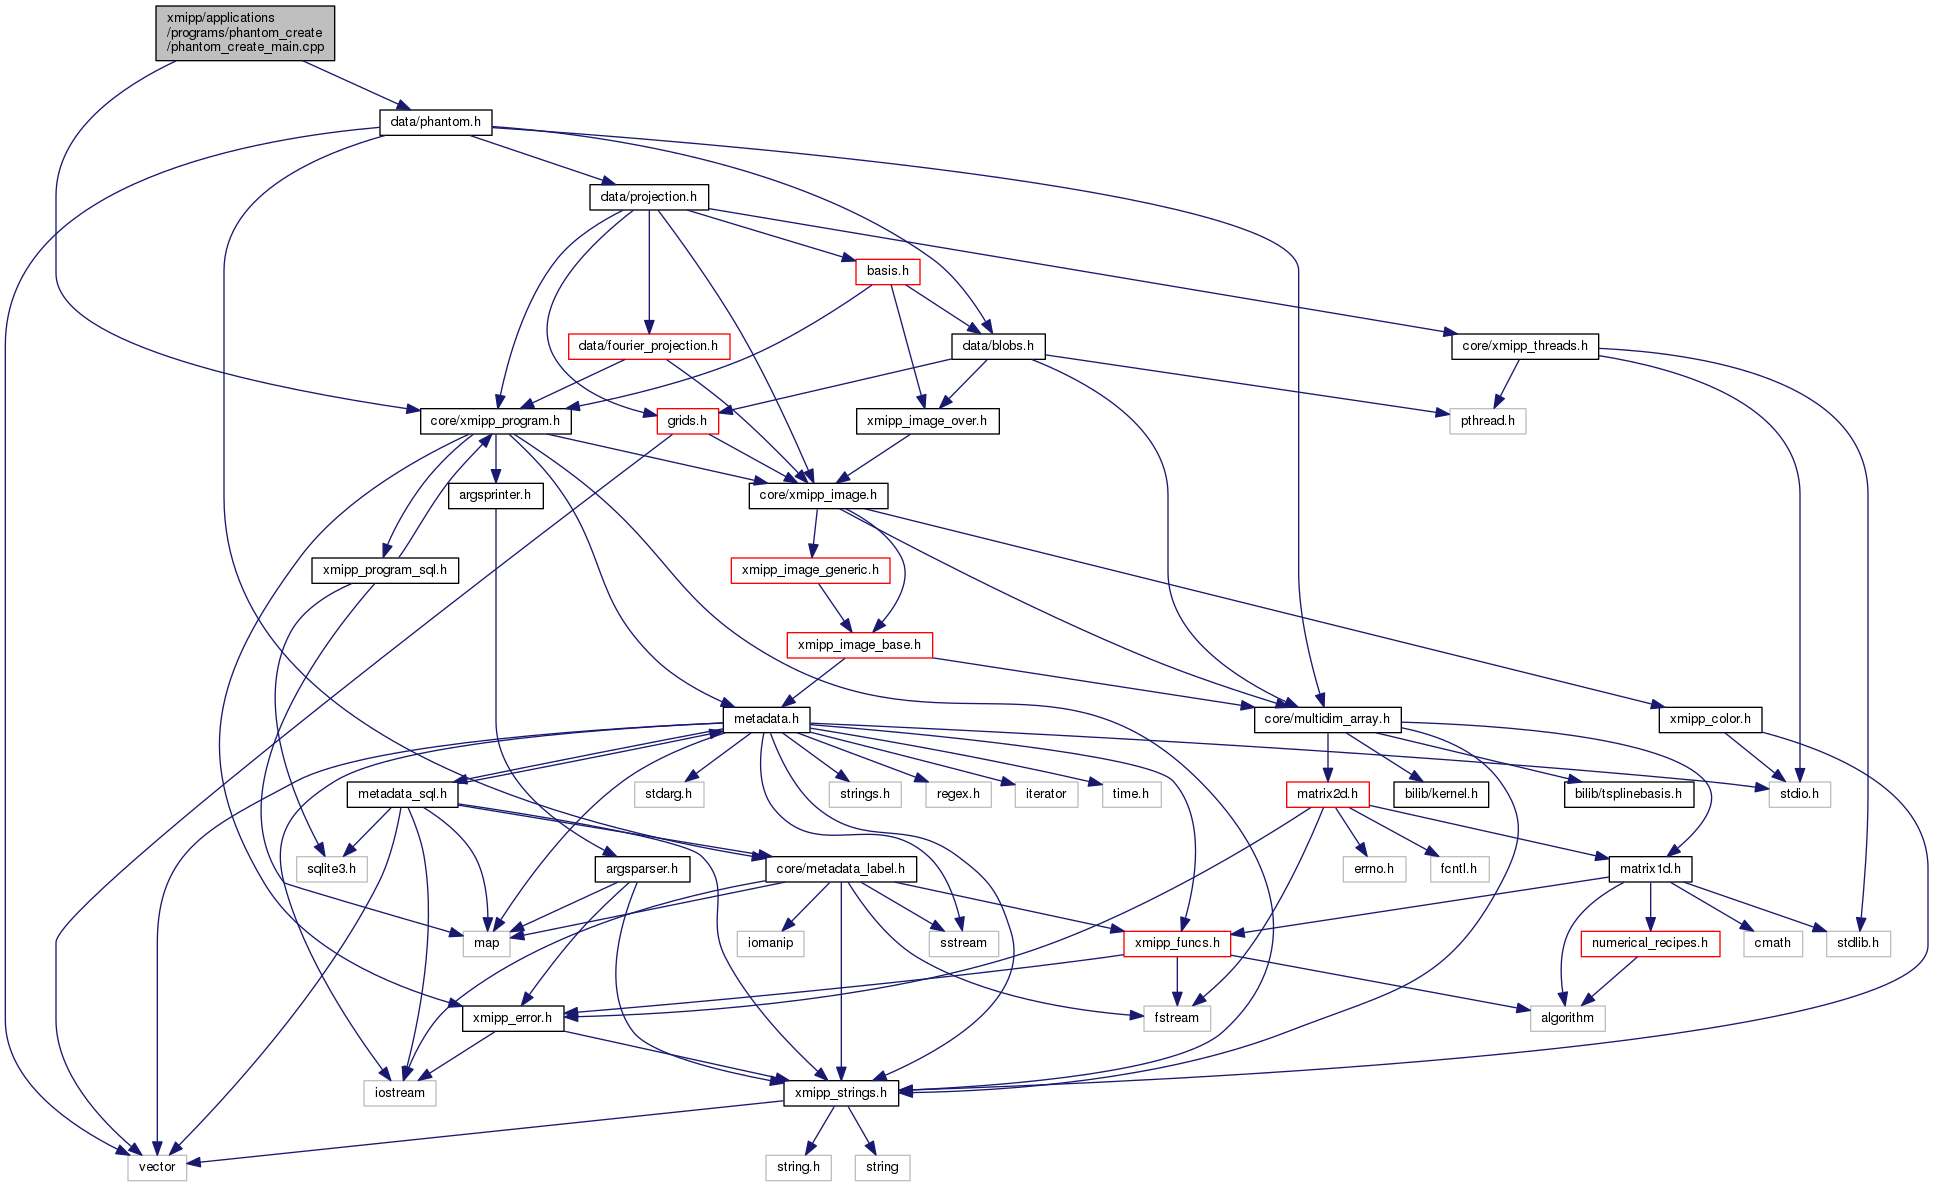 xmipp/applications
/programs/phantom_create
/phantom_create_main.cpp
data/phantom.h
data/projection.h
basis.h
data/fourier_projection.h
data/blobs.h
core/xmipp_threads.h
core/xmipp_program.h
grids.h
xmipp_image_over.h
pthread.h
argsprinter.h
core/xmipp_image.h
xmipp_program_sql.h
xmipp_image_generic.h
xmipp_image_base.h
metadata.h
core/multidim_array.h
xmipp_color.h
metadata_sql.h
stdarg.h
strings.h
regex.h
iterator
time.h
matrix2d.h
bilib/kernel.h
bilib/tsplinebasis.h
stdio.h
sqlite3.h
argsparser.h
core/metadata_label.h
errno.h
fcntl.h
matrix1d.h
map
iomanip
sstream
xmipp_funcs.h
numerical_recipes.h
cmath
stdlib.h
xmipp_error.h
fstream
algorithm
iostream
xmipp_strings.h
vector
string.h
string